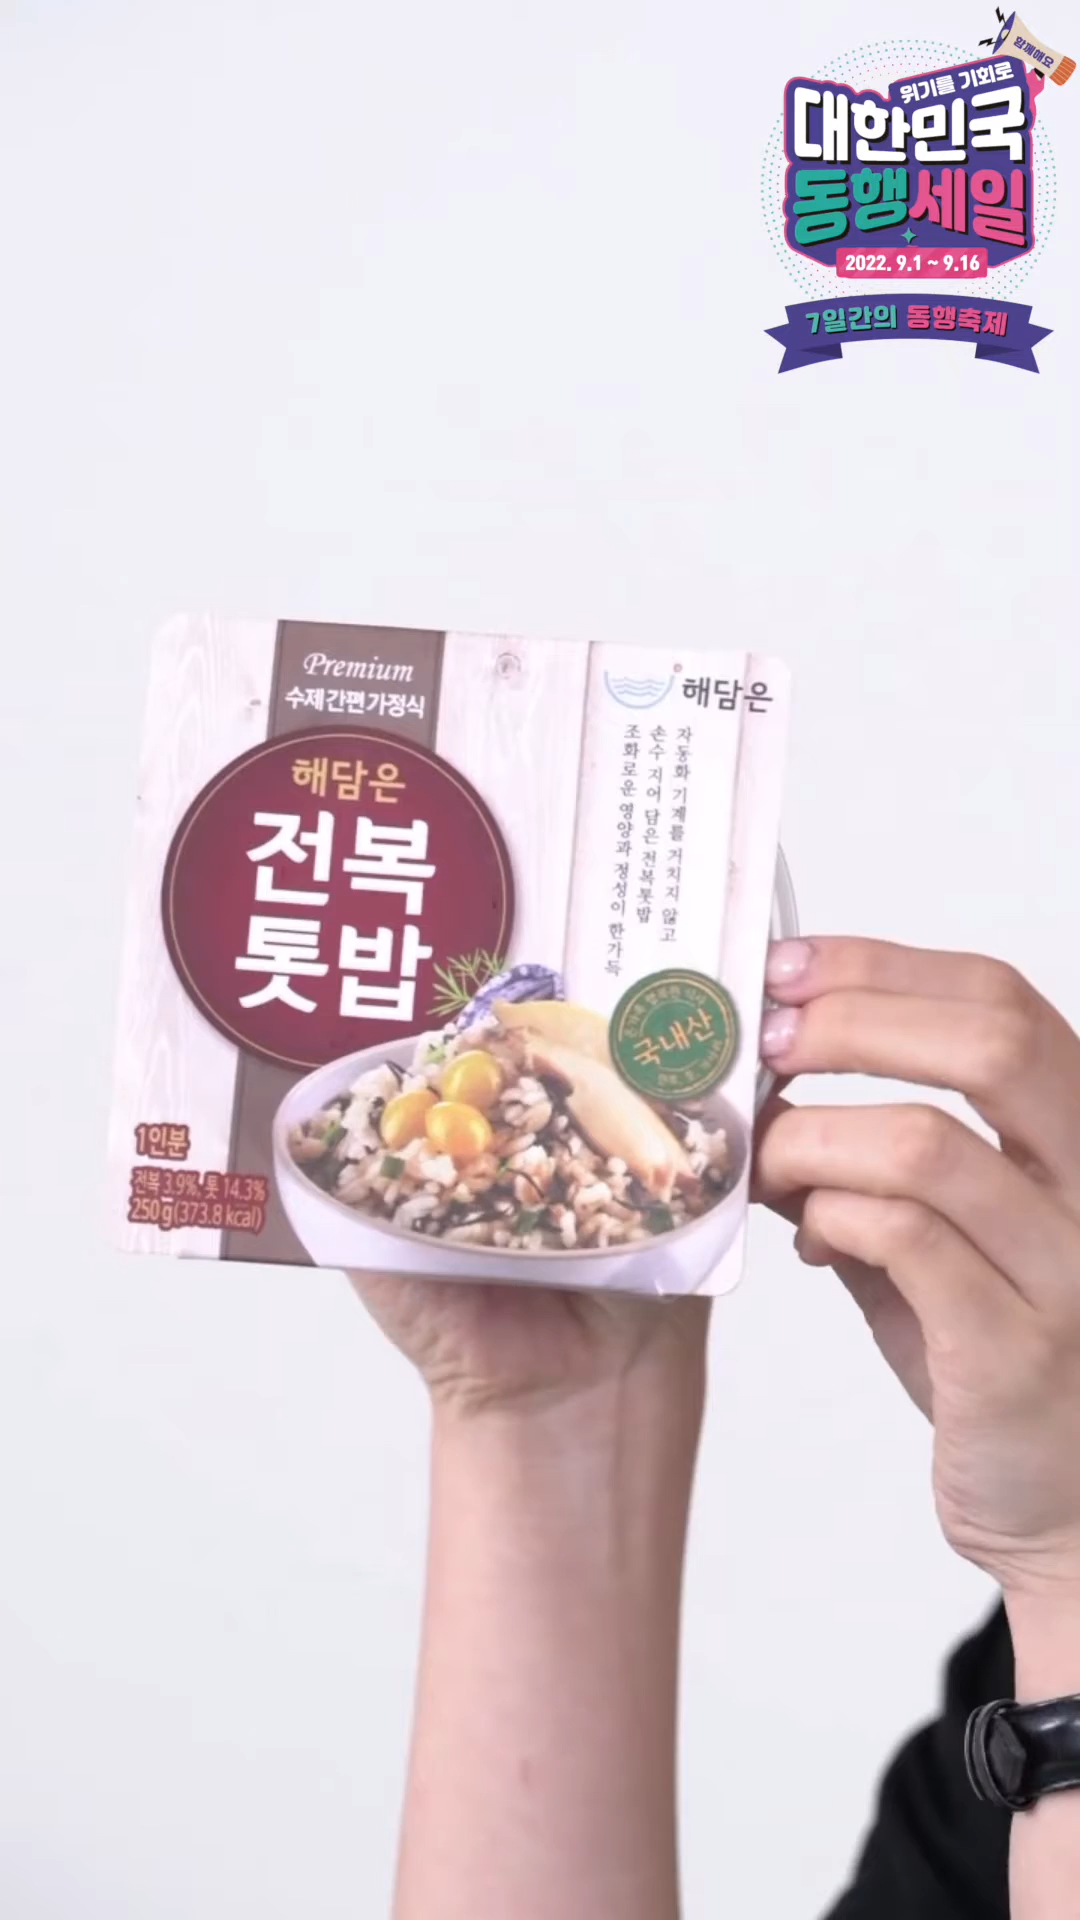 함께해요
위기를 기회로
대한민국
동행세일
2022. 9.1 ~ 9.16
7일간의 동행축제
Premium
수제간편가정식
해담은
전복
톳밥
해담은
자동화 기계를 거치지 않고
손수 지어 담은 전복톳밥
조화로운 영양과 정성이 한가득
국내산
1인분
전복 3.9%, 톳 14.3%
250g(373.8 kcal)